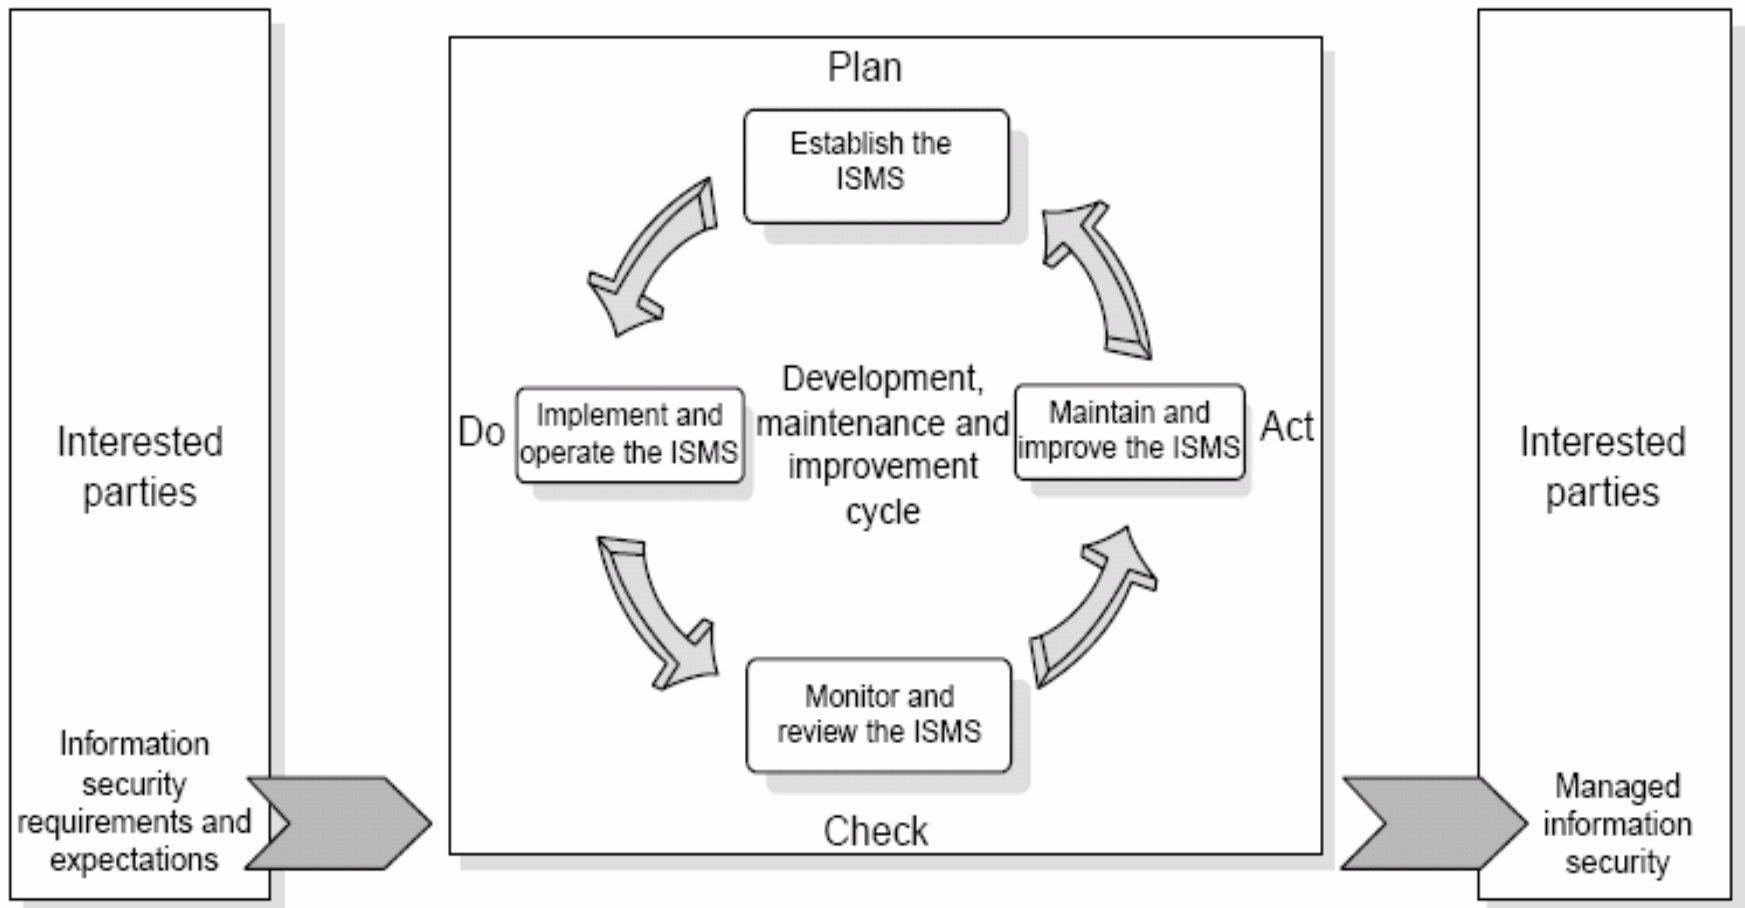 Interested
parties
Information
security
requirements and
expectations
Plan
Establish the
ISMS
Do
Implement and
operate the ISMS
Development,
maintenance and
improvement
cycle
Maintain and
improve the ISMS
Act
Monitor and
review the ISMS
Check
Interested
parties
Managed
information
security